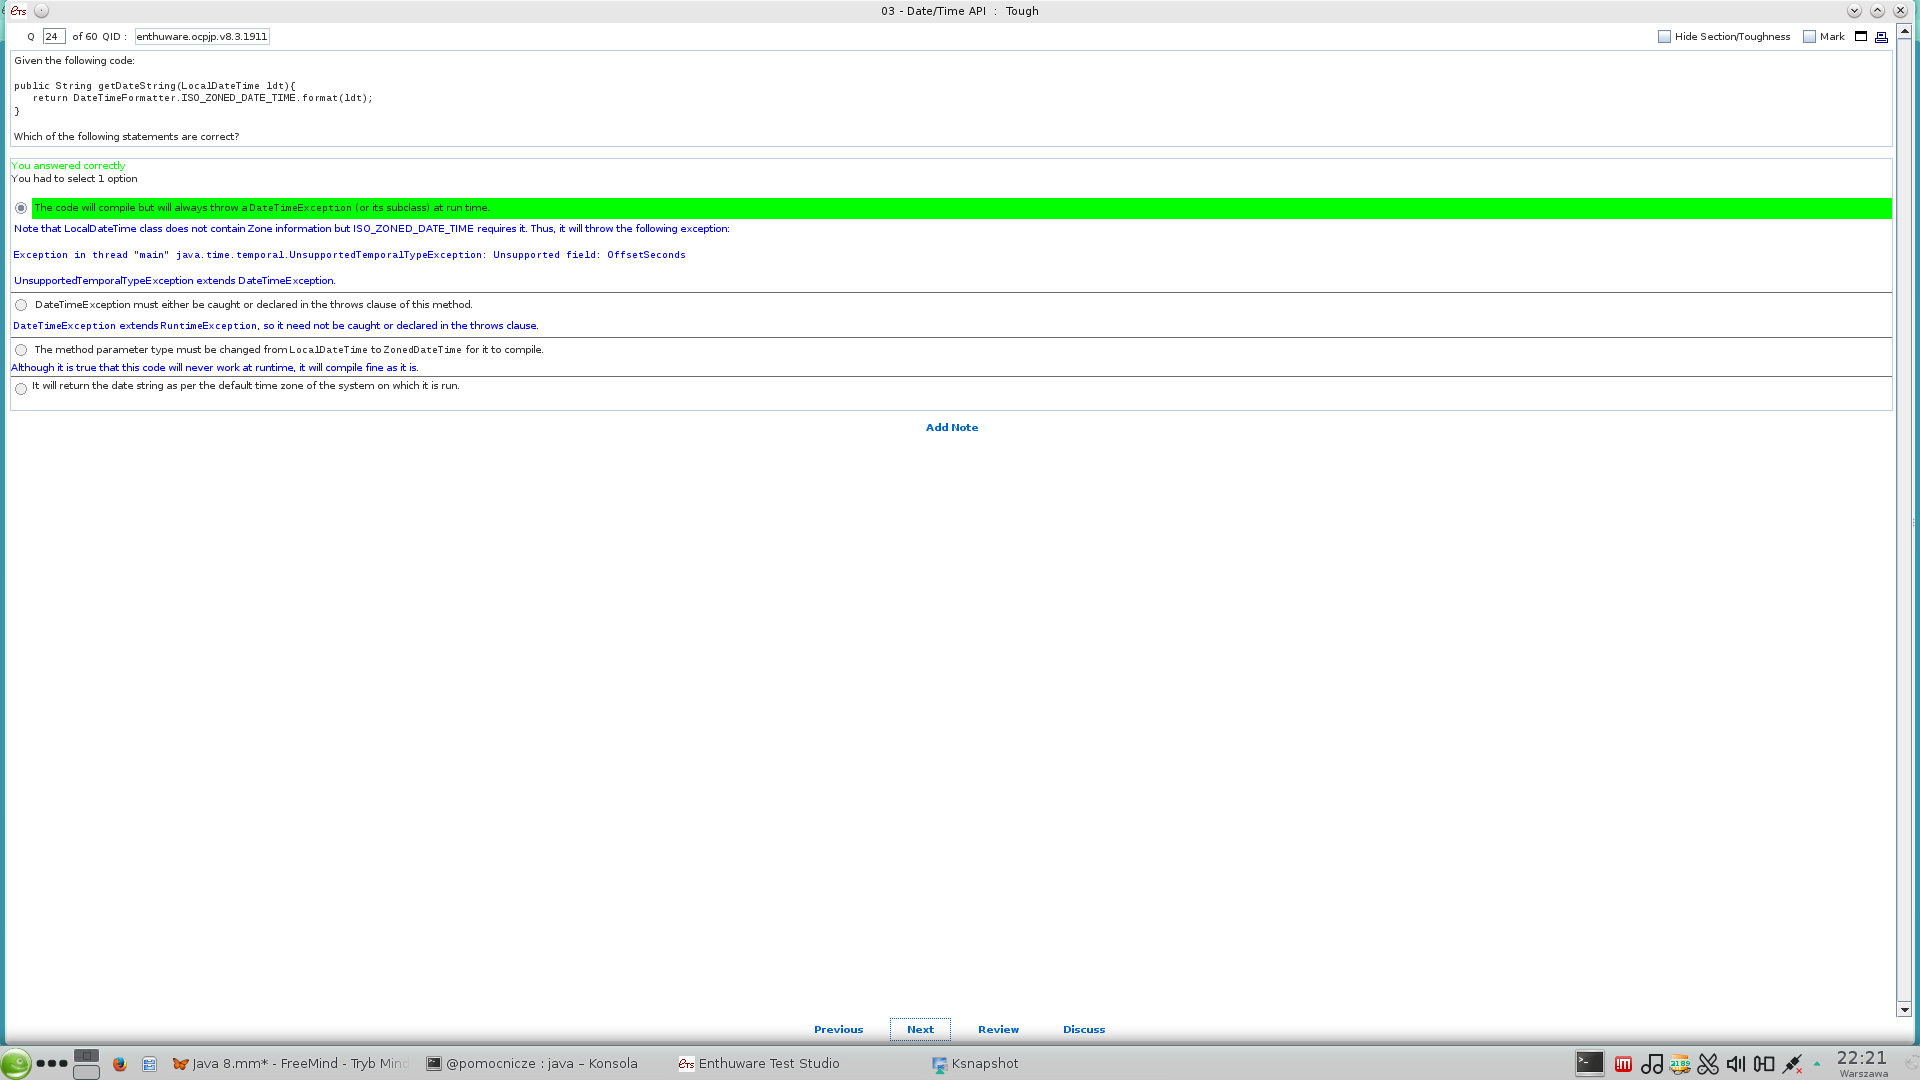 ETS
03 - Date/Time API : Tough
Q 24 of 60 QID : enthuware.ocpjp.v8.3.1911
Hide Section/Toughness Mark
Given the following code:
public String getDateString(LocalDateTime ldt){
return DateTimeFormatter.ISO_ZONED_DATE_TIME.format(ldt);
}
Which of the following statements are correct?
You answered correctly
You had to select 1 option
The code will compile but will always throw a DateTimeException (or its subclass) at run time.
Note that LocalDateTime class does not contain Zone information but ISO_ZONED_DATE_TIME requires it. Thus, it will throw the following exception:
Exception in thread "main" java.time.temporal.UnsupportedTemporalTypeException: Unsupported field: OffsetSeconds
UnsupportedTemporalTypeException extends DateTimeException.
DateTimeException must either be caught or declared in the throws clause of this method.
DateTimeException extends RuntimeException, so it need not be caught or declared in the throws clause.
The method parameter type must be changed from LocalDateTime to ZonedDateTime for it to compile.
Although it is true that this code will never work at runtime, it will compile fine as it is.
It will return the date string as per the default time zone of the system on which it is run.
Add Note
Previous Next Review Discuss
Java 8.mm* - FreeMind - Tryb Mind @pomocnicze : java – Konsola ETS Enthuware Test Studio Ksnapshot 22:21
Warszawa